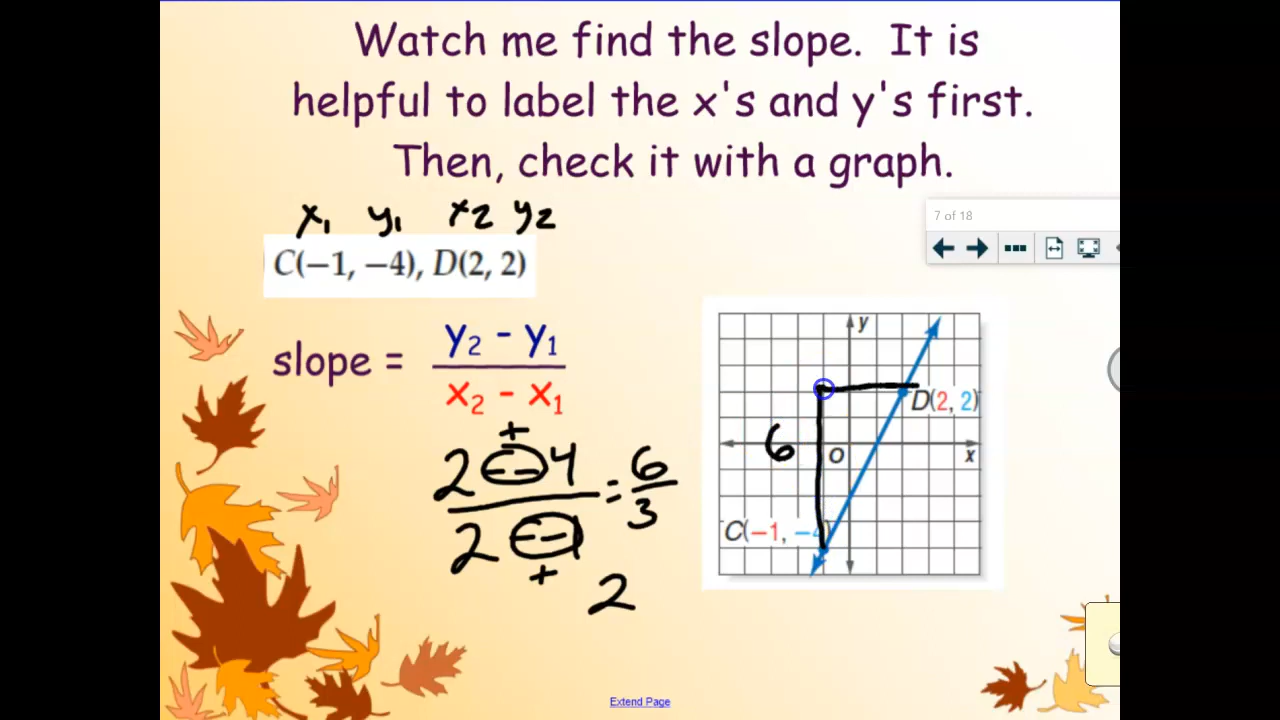 Watch me find the slope. It is
helpful to label the x's and y's first.
Then, check it with a graph.
x1 y1 x2 y2
7 of 18
C(−1, −4), D(2, 2)
slope = y2 - y1
x2 - x1
y
D(2, 2)
6
O
x
C(−1, −4
+
2 -- 4 = 6
2 -- 1 3
+
2
Extend Page